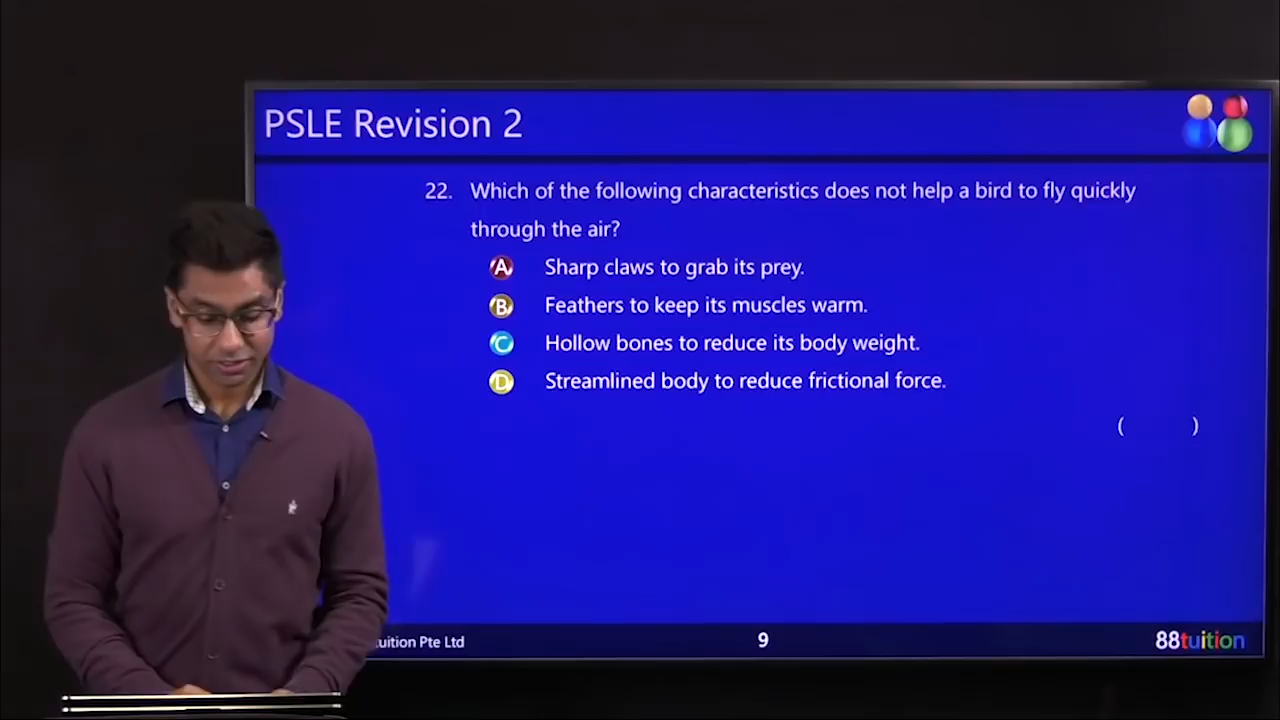 PSLE Revision 2
22. Which of the following characteristics does not help a bird to fly quickly
through the air?
A Sharp claws to grab its prey.
B Feathers to keep its muscles warm.
C Hollow bones to reduce its body weight.
D Streamlined body to reduce frictional force.
( )
Pte Ltd
9
88tuition